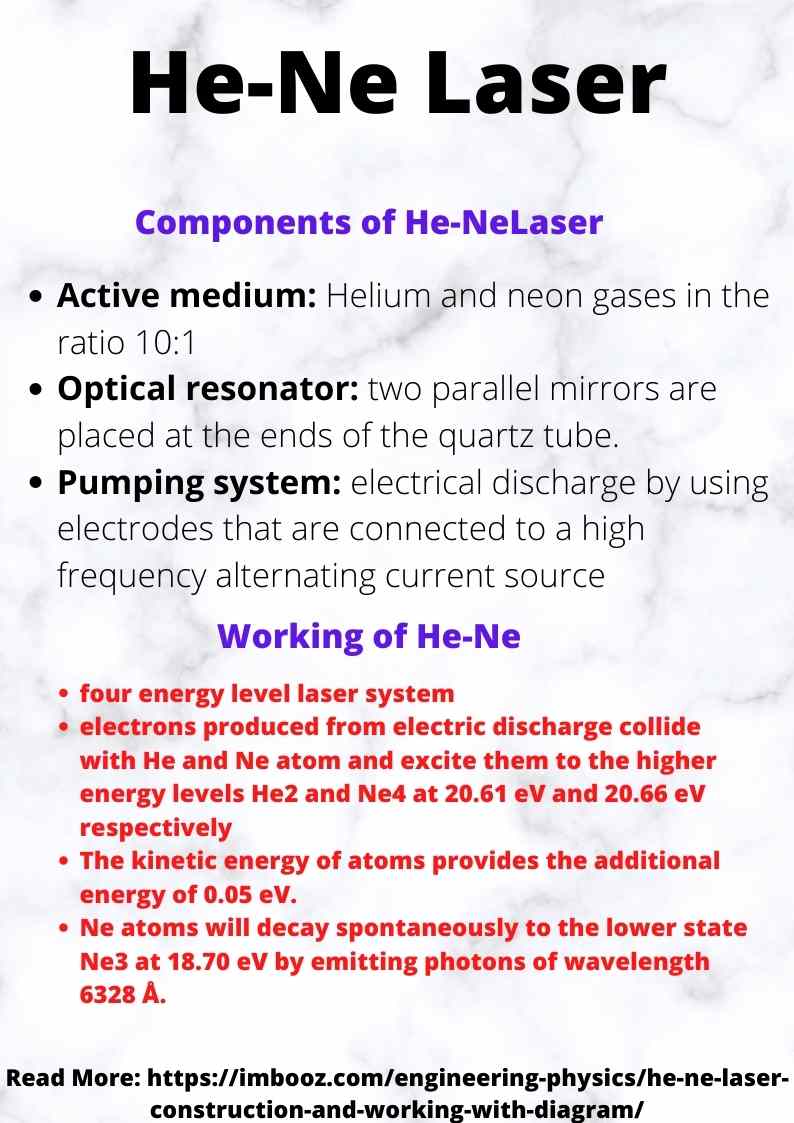 He-Ne Laser
Components of He-NeLaser
• Active medium: Helium and neon gases in the
ratio 10:1
• Optical resonator: two parallel mirrors are
placed at the ends of the quartz tube.
• Pumping system: electrical discharge by using
electrodes that are connected to a high
frequency alternating current source
Working of He-Ne
• four energy level laser system
• electrons produced from electric discharge collide
with He and Ne atom and excite them to the higher
energy levels He2 and Ne4 at 20.61 eV and 20.66 eV
respectively
• The kinetic energy of atoms provides the additional
energy of 0.05 eV.
• Ne atoms will decay spontaneously to the lower state
Ne3 at 18.70 eV by emitting photons of wavelength
6328 Å.
Read More: https://imbooz.com/engineering-physics/he-ne-laser-
construction-and-working-with-diagram/